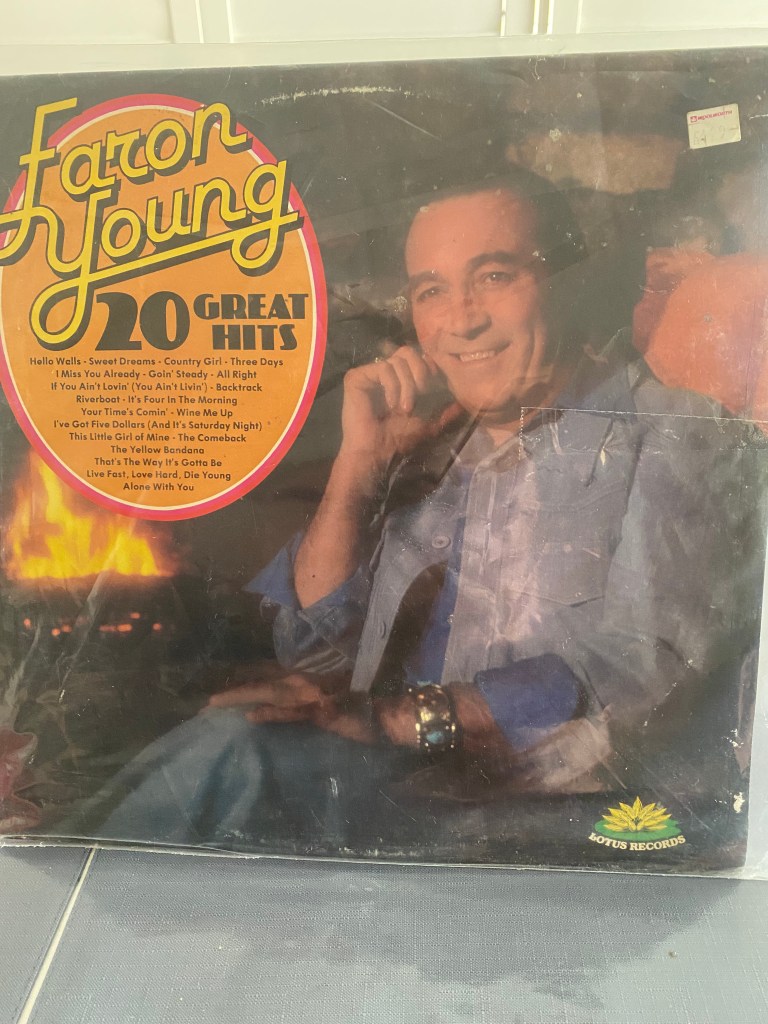 Faron
Young
20 GREAT
HITS
Hello Walls - Sweet Dreams - Country Girl - Three Days
I Miss You Already - Goin' Steady - All Right
If You Ain't Lovin' (You Ain't Livin') - Backtrack
Riverboat - It's Four In The Morning
Your Time's Comin' - Wine Me Up
I've Got Five Dollars (And It's Saturday Night)
This Little Girl of Mine - The Comeback
The Yellow Bandana
That's The Way It's Gotta Be
Live Fast, Love Hard, Die Young
Alone With You
LOTUS RECORDS